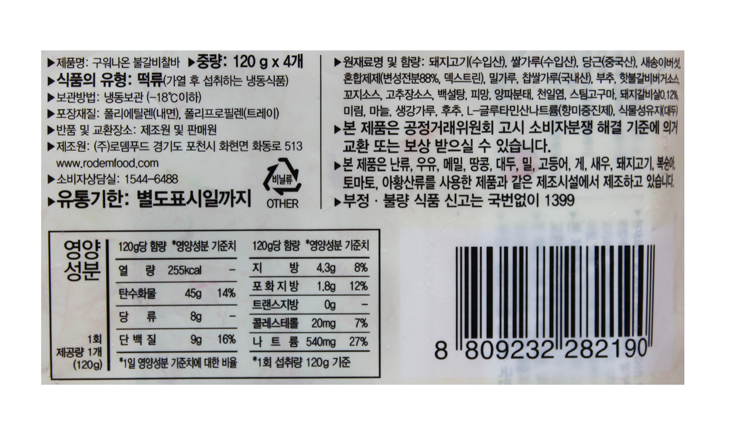 ▶제품명: 구워나온 불갈비찰바 ▶중량: 120 g x 4개
▶식품의 유형: 떡류(가열 후 섭취하는 냉동식품)
▶보관방법: 냉동보관 (-18℃이하)
▶포장재질: 폴리에틸렌(내면), 폴리프로필렌(트레이)
▶반품 및 교환장소: 제조원 및 판매원
▶제조원: (주)로뎀푸드 경기도 포천시 화현면 화동로 513
www.rodemfood.com
▶소비자상담실: 1544-6488
▶유통기한: 별도표시일까지
비닐류
OTHER
▶원재료명 및 함량: 돼지고기(수입산), 쌀가루(수입산), 당근(중국산), 새송이버섯,
혼합제제(변성전분88%, 덱스트린), 밀가루, 찹쌀가루(국내산), 부추, 핫불갈비버거소스,
꼬지소스, 고추장소스, 백설탕, 피망, 양파분태, 천일염, 스팀고구마, 돼지갈비살0.12%,
미림, 마늘, 생강가루, 후추, L-글루타민산나트륨(향미증진제), 식물성유지(대두)
▶본 제품은 공정거래위원회 고시 소비자분쟁 해결 기준에 의거
교환 또는 보상 받으실 수 있습니다.
▶본 제품은 난류, 우유, 메밀, 땅콩, 대두, 밀, 고등어, 게, 새우, 돼지고기, 복숭아,
토마토, 아황산류를 사용한 제품과 같은 제조시설에서 제조하고 있습니다.
▶부정·불량 식품 신고는 국번없이 1399
영양
성분
1회
제공량 1개
(120g)
120g당 함량 *영양성분 기준치
열 량 255kcal –
탄수화물 45g 14%
당 류 8g –
단 백 질 9g 16%
*1일 영양성분 기준치에 대한 비율
120g당 함량 *영양성분 기준치
지 방 4.3g 8%
포 화 지 방 1.8g 12%
트랜스지방 0g –
콜레스테롤 20mg 7%
나 트 륨 540mg 27%
*1회 섭취량 120g 기준
8 809232 282190